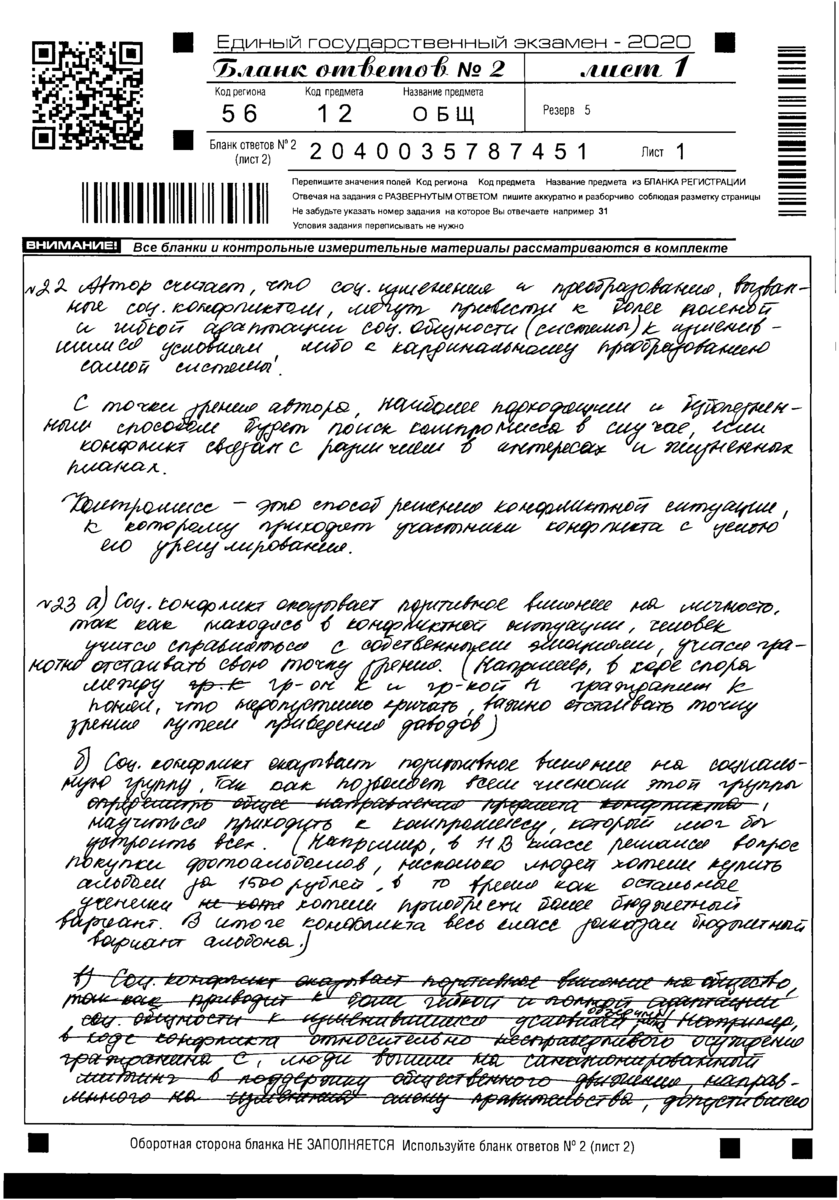 Единый государственный экзамен - 2020
Бланк ответов № 2 лист 1
Код региона Код предмета Название предмета
56 12 ОБЩ Резерв 5
Бланк ответов № 2 (лист 2) 2040035787451 Лист 1
Перепишите значения полей Код региона Код предмета Название предмета из БЛАНКА РЕГИСТРАЦИИ
Отвечая на задания с РАЗВЕРНУТЫМ ОТВЕТОМ пишите аккуратно и разборчиво соблюдая разметку страницы
Не забудьте указать номер задания на которое Вы отвечаете например 31
Условия задания переписывать не нужно
ВНИМАНИЕ! Все бланки и контрольные измерительные материалы рассматриваются в комплекте
№22 Автор считает, что соц. изменения и преобразования, вызван-
ные соц. конфликтом, могут привести к более полной
и гибкой адаптации соц. общности (системы) к изменив-
шимся условиям, либо к кардинальному преобразованию
самой системы.
С точки зрения автора, наиболее подходящим и
способом будет поиск компромисса в случае, если
конфликт связан с различием в интересах и жизненных
планах.
Компромисс – это способ решения конфликтной ситуации,
к которому приходят участники конфликта с целью
его урегулирования.
№23 а) Соц. конфликт оказывает позитивное влияние на личность,
так как находясь в конфликтной ситуации, человек
учится справляться с собственными эмоциями, учится гра-
мотно отстаивать свою точку зрения. (Например, в ходе спора
между гр. К гр-он К и гр-кой Н гражданин К
понял, что недопустимо кричать, важно отстаивать точку
зрения путем приведения доводов)
б) Соц. конфликт оказывает позитивное влияние на социаль-
ную группу, так как позволяет всем членам этой группы
определить общее направление предмета конфликта,
научиться приходить к компромиссу, который мог бы
устроить всех. (Например, в 11 В классе решался вопрос
покупки фотоальбомов, несколько людей хотели купить
альбом за 1500 рублей, в то время как остальные
ученики не хоте хотели приобрести более бюджетный
вариант. В итоге конфликта весь класс заказал бюджетный
вариант альбома.)
в) Соц. конфликт оказывает позитивное влияние на общество,
так как приводит к более гибкой и полной адаптации
соц. общности к изменившимся условиям Например,
в ходе конфликта относительно несправедливого осуждения
гражданина С, люди вышли на санкционированный
митинг в поддержку общественного движения, направ-
ленного на изменения смену правительства, допустившего
Оборотная сторона бланка НЕ ЗАПОЛНЯЕТСЯ Используйте бланк ответов № 2 (лист 2)